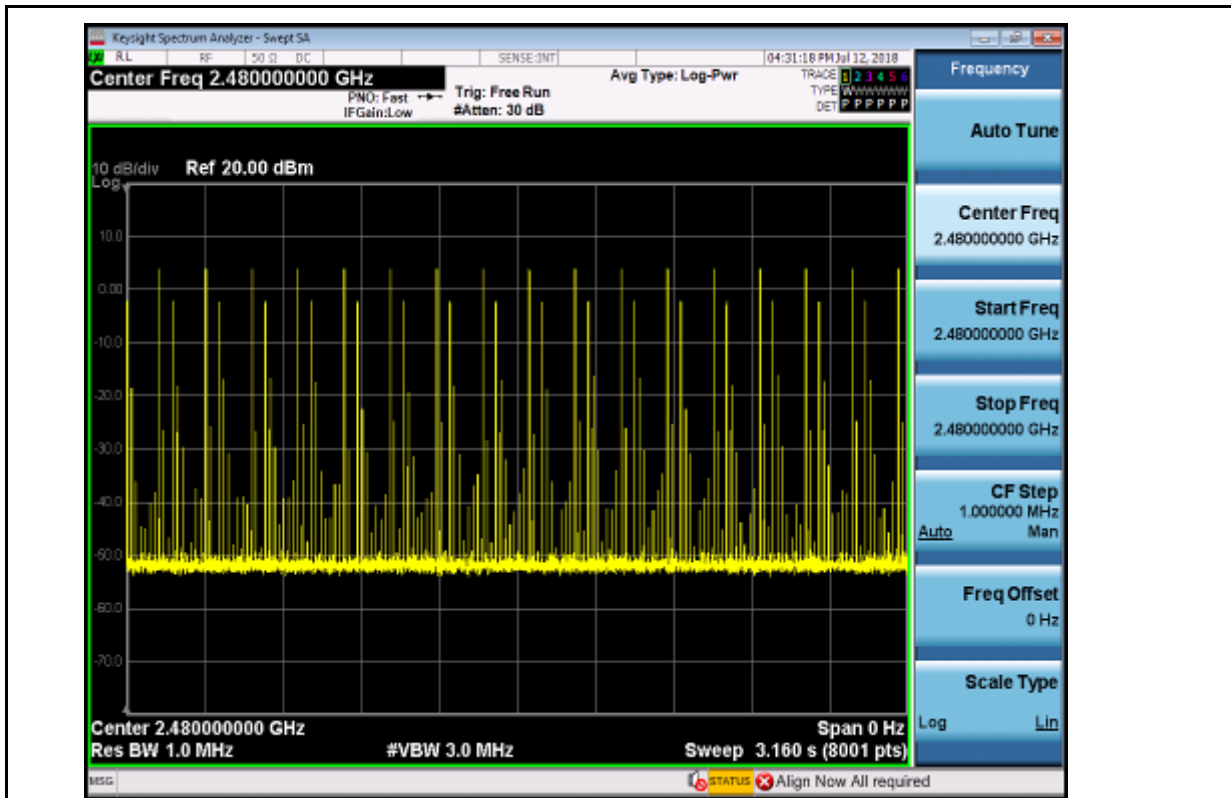 Keysight Spectrum Analyzer - Swept SA
RL RF 50 Ω DC SENSE:INT 04:31:18 PM Jul 12, 2018
Center Freq 2.480000000 GHz
Avg Type: Log-Pwr
TRACE 1 2 3 4 5 6
PNO: Fast Trig: Free Run
TYPE WWWWWW
IFGain:Low #Atten: 30 dB
DET P P P P P P
10 dB/div Ref 20.00 dBm
Log
10.0
0.00
-10.0
-20.0
-30.0
-40.0
-50.0
-60.0
-70.0
Center 2.480000000 GHz Span 0 Hz
Res BW 1.0 MHz #VBW 3.0 MHz Sweep 3.160 s (8001 pts)
Frequency
Auto Tune
Center Freq
2.480000000 GHz
Start Freq
2.480000000 GHz
Stop Freq
2.480000000 GHz
CF Step
1.000000 MHz
Auto Man
Freq Offset
0 Hz
Scale Type
Log Lin
MSG STATUS Align Now All required